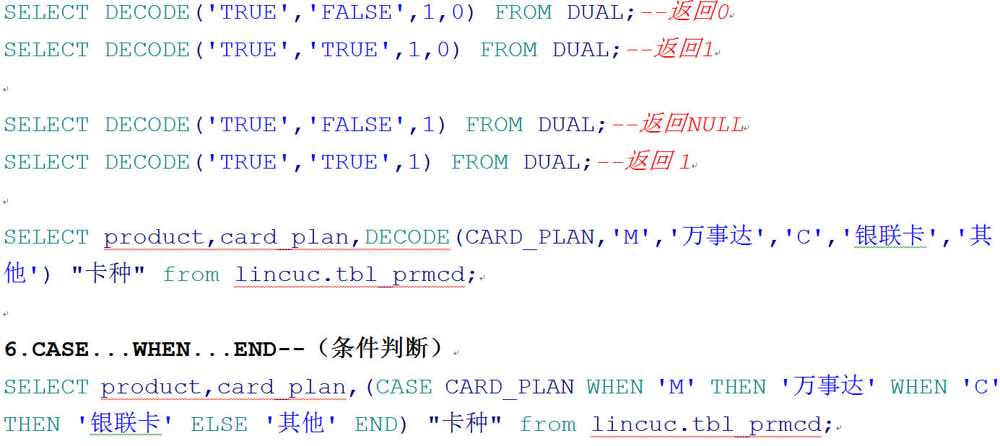 SELECT DECODE('TRUE','FALSE',1,0) FROM DUAL;--返回0
SELECT DECODE('TRUE','TRUE',1,0) FROM DUAL;--返回1
SELECT DECODE('TRUE','FALSE',1) FROM DUAL;--返回NULL
SELECT DECODE('TRUE','TRUE',1) FROM DUAL;--返回 1
SELECT product,card_plan,DECODE(CARD_PLAN,'M','万事达','C','银联卡','其
他') "卡种" from lincuc.tbl_prmcd;
6.CASE...WHEN...END--（条件判断）
SELECT product,card_plan,(CASE CARD_PLAN WHEN 'M' THEN '万事达' WHEN 'C'
THEN '银联卡' ELSE '其他' END) "卡种" from lincuc.tbl_prmcd;